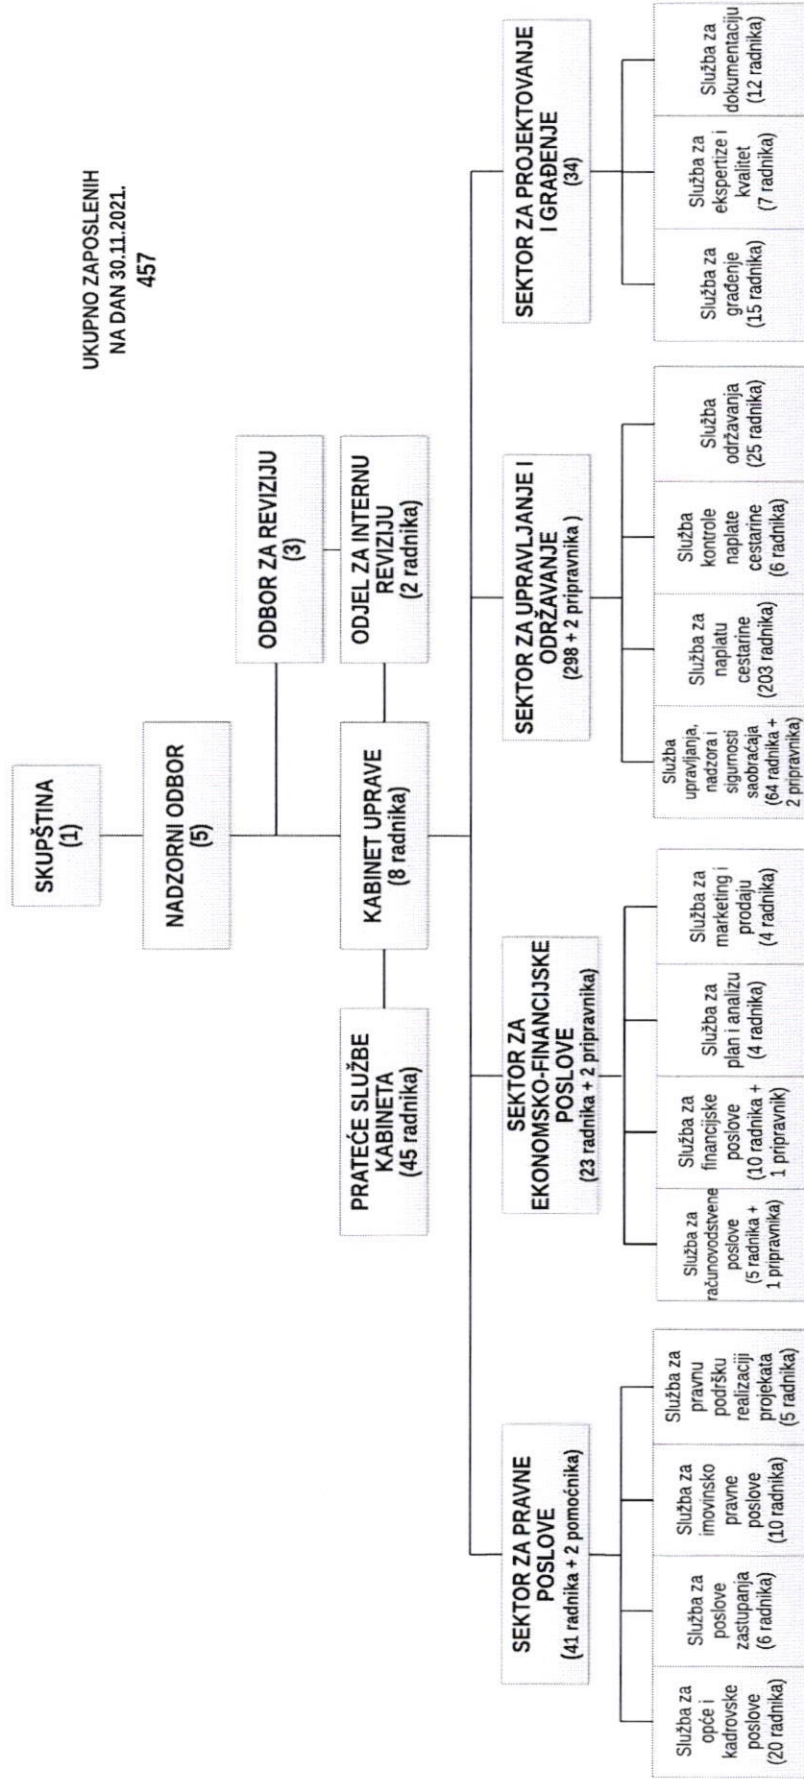 UKUPNO ZAPOSLENIH
NA DAN 30.11.2021.
457
SKUPŠTINA
(1)
NADZORNI ODBOR
(5)
ODBOR ZA REVIZIJU
(3)
PRATEĆE SLUŽBE
KABINETA
(45 radnika)
KABINET UPRAVE
(8 radnika)
ODJEL ZA INTERNU
REVIZIJU
(2 radnika)
SEKTOR ZA PRAVNE
POSLOVE
(41 radnika + 2 pomoćnika)
SEKTOR ZA
EKONOMSKO-FINANCIJSKE
POSLOVE
(23 radnika + 2 pripravnika)
SEKTOR ZA UPRAVLJANJE I
ODRŽAVANJE
(298 + 2 pripravnika )
SEKTOR ZA PROJEKTOVANJE
I GRAĐENJE
(34)
Služba za
opće i
kadrovske
poslove
(20 radnika)
Služba za
poslove
zastupanja
(6 radnika)
Služba za
imovinsko
pravne
poslove
(10 radnika)
Služba za
pravnu
podršku
realizaciji
projekata
(5 radnika)
Služba za
računovodstvene
poslove
(5 radnika +
1 pripravnika)
Služba za
financijske
poslove
(10 radnika +
1 pripravnik)
Služba za
plan i analizu
(4 radnika)
Služba za
marketing i
prodaju
(4 radnika)
Služba
upravljanja,
nadzora i
sigurnosti
saobraćaja
(64 radnika +
2 pripravnika)
Služba za
naplatu
cestarine
(203 radnika)
Služba
kontrole
naplate
cestarine
(6 radnika)
Služba
održavanja
(25 radnika)
Služba za
građenje
(15 radnika)
Služba za
ekspertize i
kvalitet
(7 radnika)
Služba za
dokumentaciju
(12 radnika)